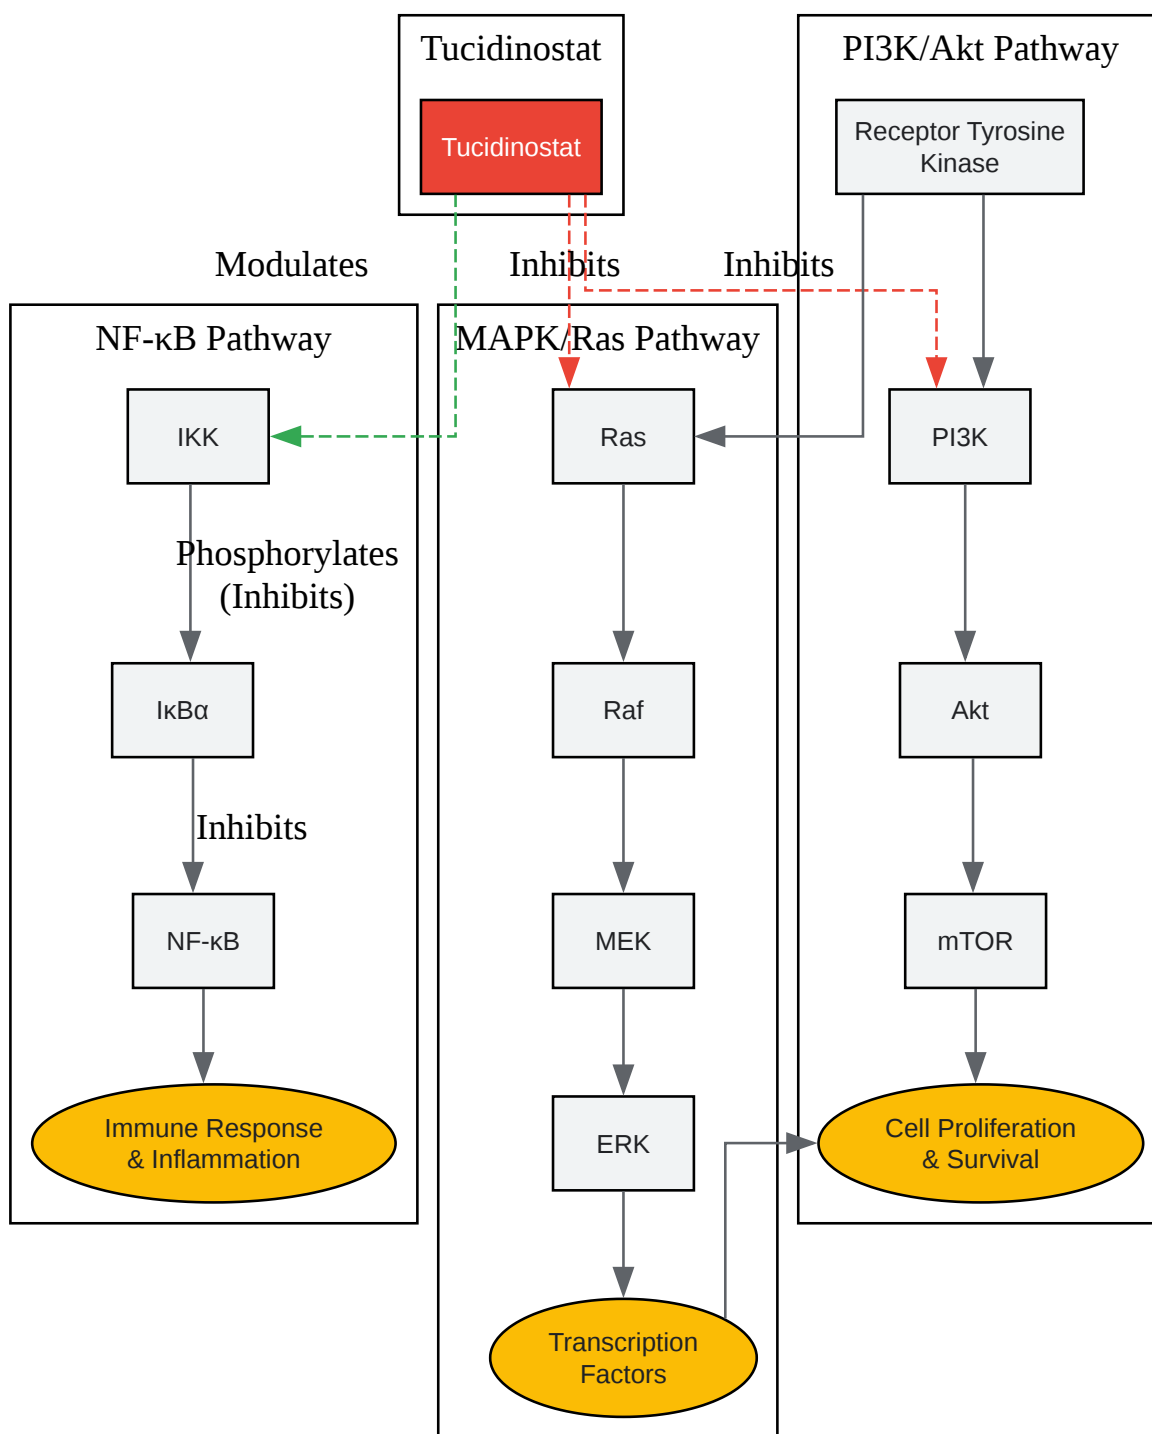 Tucidinostat
PI3K/Akt Pathway
Tucidinostat
Receptor Tyrosine
Kinase
Modulates
Inhibits
Inhibits
NF-κB Pathway
MAPK/Ras Pathway
IKK
Ras
PI3K
Phosphorylates
(Inhibits)
IκBα
Raf
Akt
Inhibits
NF-κB
MEK
mTOR
Immune Response
& Inflammation
ERK
Cell Proliferation
& Survival
Transcription
Factors